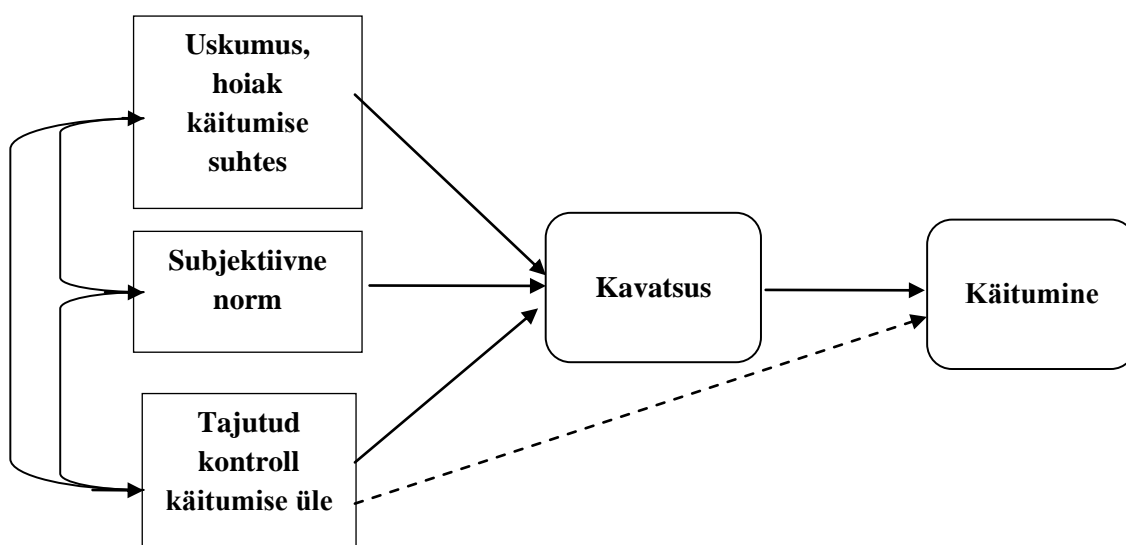 Uskumus,
hoiak
käitumise
suhtes
Subjektiivne
norm
Tajutud
kontroll
käitumise üle
Kavatsus
Käitumine